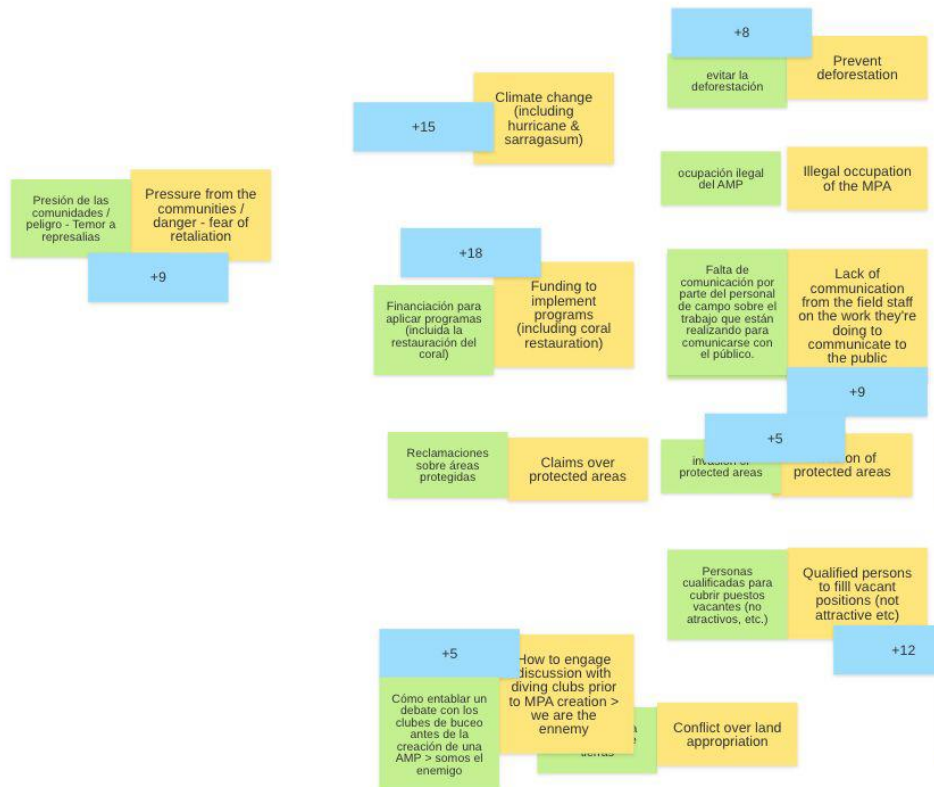 +8
evitar la
deforestación
Prevent
deforestation
+15
Climate change
(including
hurricane &
sarragasum)
ocupación ilegal
del AMP
Illegal occupation
of the MPA
Presión de las
comunidades /
peligro - Temor a
represalias
Pressure from the
communities /
danger - fear of
retaliation
+9
+18
Financiación para
aplicar programas
(incluida la
restauración del
coral)
Funding to
implement
programs
(including coral
restauration)
Falta de
comunicación por
parte del personal
de campo sobre el
trabajo que están
realizando para
comunicarse con
el público.
Lack of
communication
from the field staff
on the work they're
doing to
communicate to
the public
+9
+5
Reclamaciones
sobre áreas
protegidas
Claims over
protected areas
protected areas
protected areas
Personas
cualificadas para
cubrir puestos
vacantes (no
atractivos, etc.)
Qualified persons
to filll vacant
positions (not
attractive etc)
+12
+5
Cómo entablar un
debate con los
clubes de buceo
antes de la
creación de una
AMP > somos el
enemigo
How to engage
discussion with
diving clubs prior
to MPA creation >
we are the
ennemy
Conflict over land
appropriation